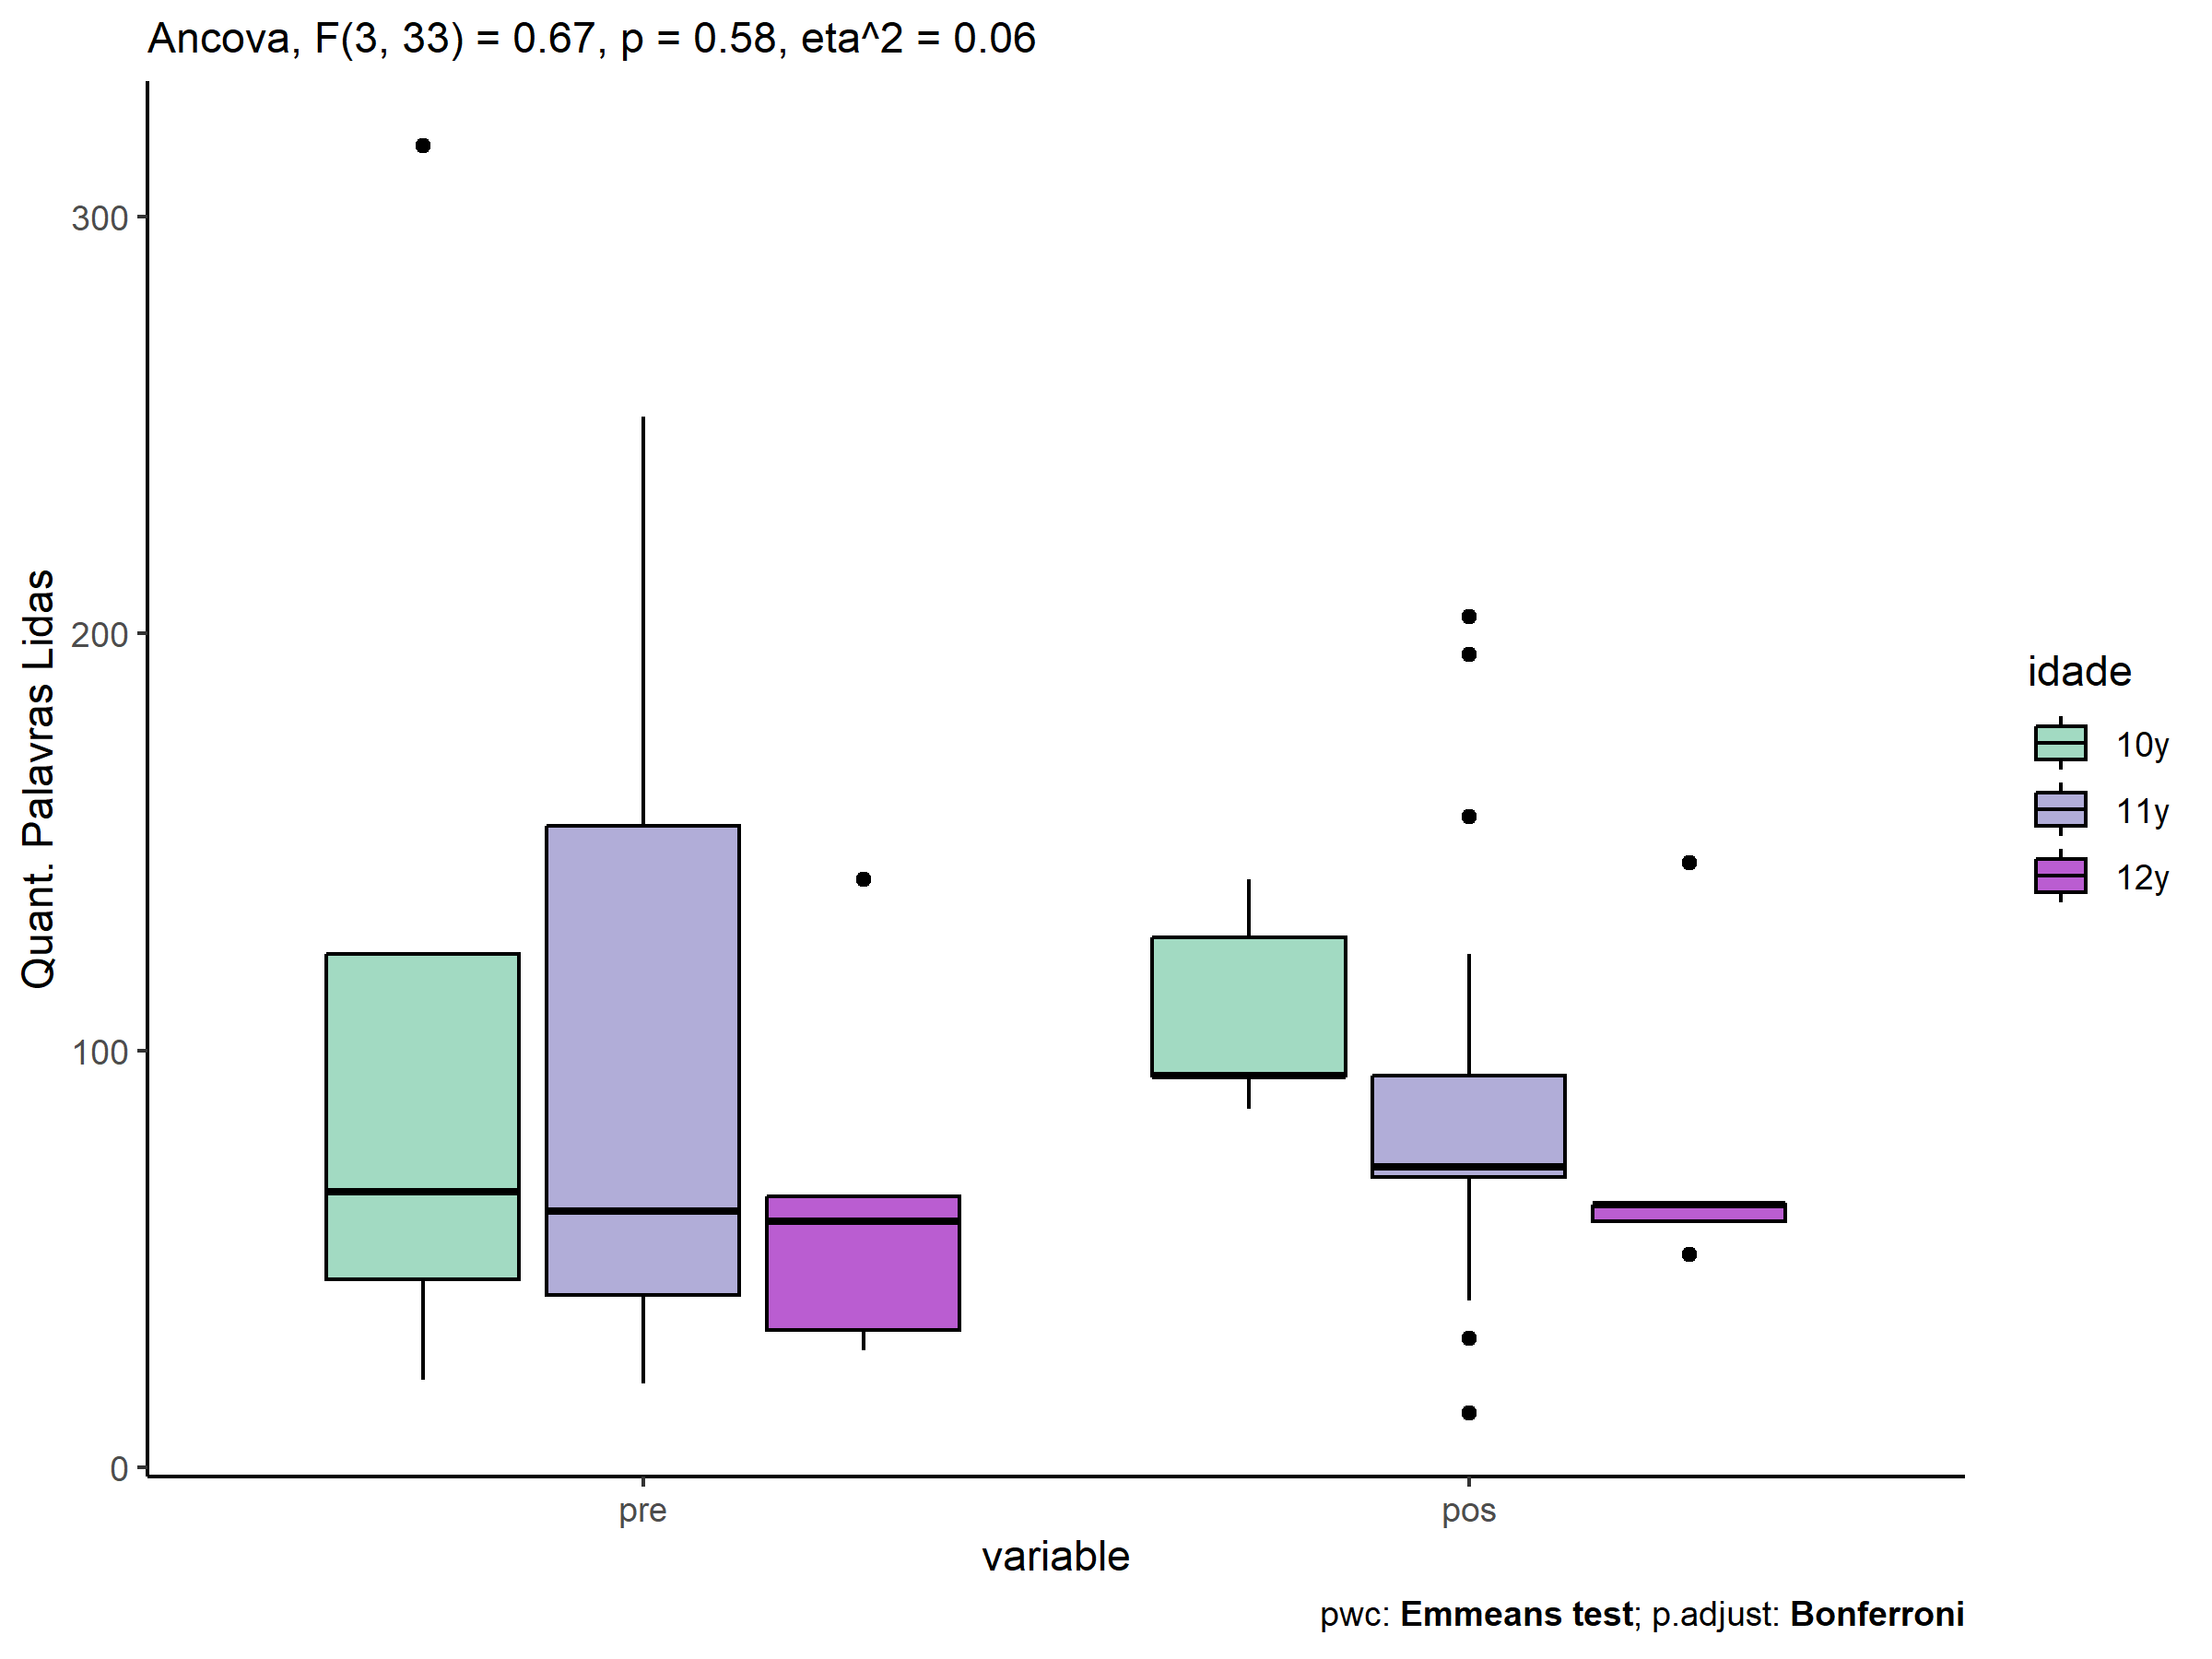 Ancova, F(3, 33) = 0.67, p = 0.58, eta^2 = 0.06
Quant. Palavras Lidas
300
200
100
0
pre
pos
variable
idade
10y
11y
12y
pwc: Emmeans test; p.adjust: Bonferroni